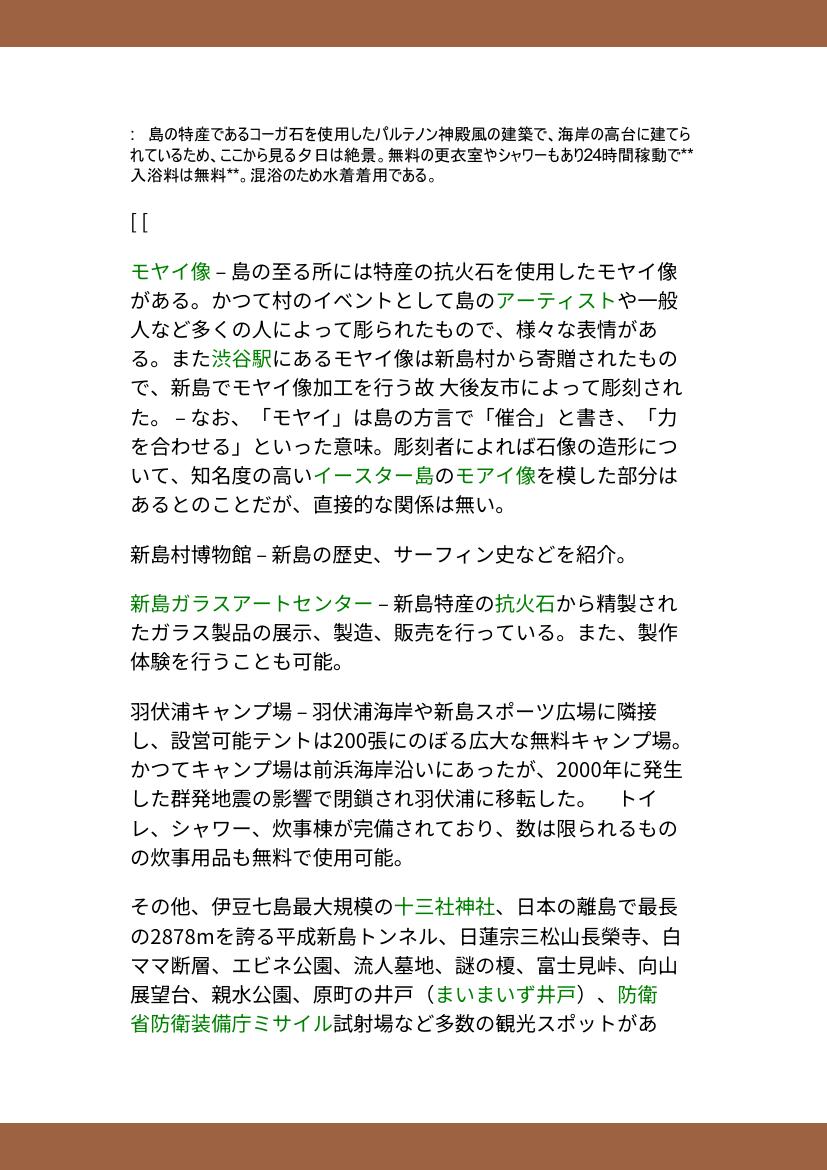 :　島の特産であるコーガ石を使用したパルテノン神殿風の建築で、海岸の高台に建てら
れているため、ここから見る夕日は絶景。無料の更衣室やシャワーもあり24時間稼動で**
入浴料は無料**。混浴のため水着着用である。
[ [
モヤイ像 – 島の至る所には特産の抗火石を使用したモヤイ像
がある。かつて村のイベントとして島のアーティストや一般
人など多くの人によって彫られたもので、様々な表情があ
る。また渋谷駅にあるモヤイ像は新島村から寄贈されたもの
で、新島でモヤイ像加工を行う故 大後友市によって彫刻され
た。 – なお、「モヤイ」は島の方言で「催合」と書き、「力
を合わせる」といった意味。彫刻者によれば石像の造形につ
いて、知名度の高いイースター島のモアイ像を模した部分は
あるとのことだが、直接的な関係は無い。
新島村博物館 – 新島の歴史、サーフィン史などを紹介。
新島ガラスアートセンター – 新島特産の抗火石から精製され
たガラス製品の展示、製造、販売を行っている。また、製作
体験を行うことも可能。
羽伏浦キャンプ場 – 羽伏浦海岸や新島スポーツ広場に隣接
し、設営可能テントは200張にのぼる広大な無料キャンプ場。
かつてキャンプ場は前浜海岸沿いにあったが、2000年に発生
した群発地震の影響で閉鎖され羽伏浦に移転した。　トイ
レ、シャワー、炊事棟が完備されており、数は限られるもの
の炊事用品も無料で使用可能。
その他、伊豆七島最大規模の十三社神社、日本の離島で最長
の2878mを誇る平成新島トンネル、日蓮宗三松山長榮寺、白
ママ断層、エビネ公園、流人墓地、謎の榎、富士見峠、向山
展望台、親水公園、原町の井戸（まいまいず井戸）、防衛
省防衛装備庁ミサイル試射場など多数の観光スポットがあ